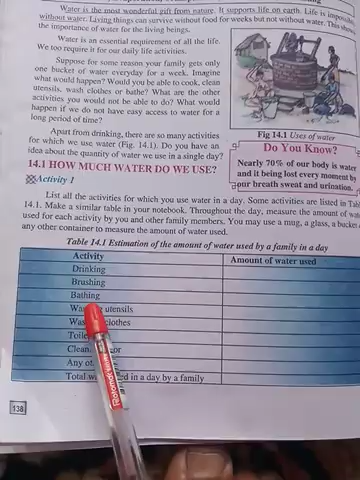 Water is the most wonderful gift from nature. It supports life on earth. Life is
without water. Living things can survive without food for weeks but not without water. This
the importance of water for the living beings.
Water is an essential requirement of all the life.
We too require it for our daily life activities.
Suppose for some reason your family gets only
one bucket of water everyday for a week. Imagine
what would happen? Would you be able to cook, clean
utensils, wash clothes or bathe? What are the other
activities you would not be able to do? What would
happen if we do not have easy access to water for a
long period of time?
Apart from drinking, there are so many activities
for which we use water (Fig. 14.1). Do you have an
idea about the quantity of water we use in a single day?
Fig 14.1 Uses of water
Do You Know?
Nearly 70% of our body is water
and it being lost every moment by
our breath sweat and urination.
14.1 HOW MUCH WATER DO WE USE?
Activity 1
List all the activities for which you use water in a day. Some activities are listed in
14.1. Make a similar table in your notebook. Throughout the day, measure the amount of
used for each activity by you and other family members. You may use a mug, a glass, a bucket
any other container to measure the amount of water used.
Table 14.1 Estimation of the amount of water used by a family in a day
Activity Amount of water used
Drinking
Brushing
Bathing
utensils
clothes
Any
Total in a day by a family
138
Rolomatrewrite